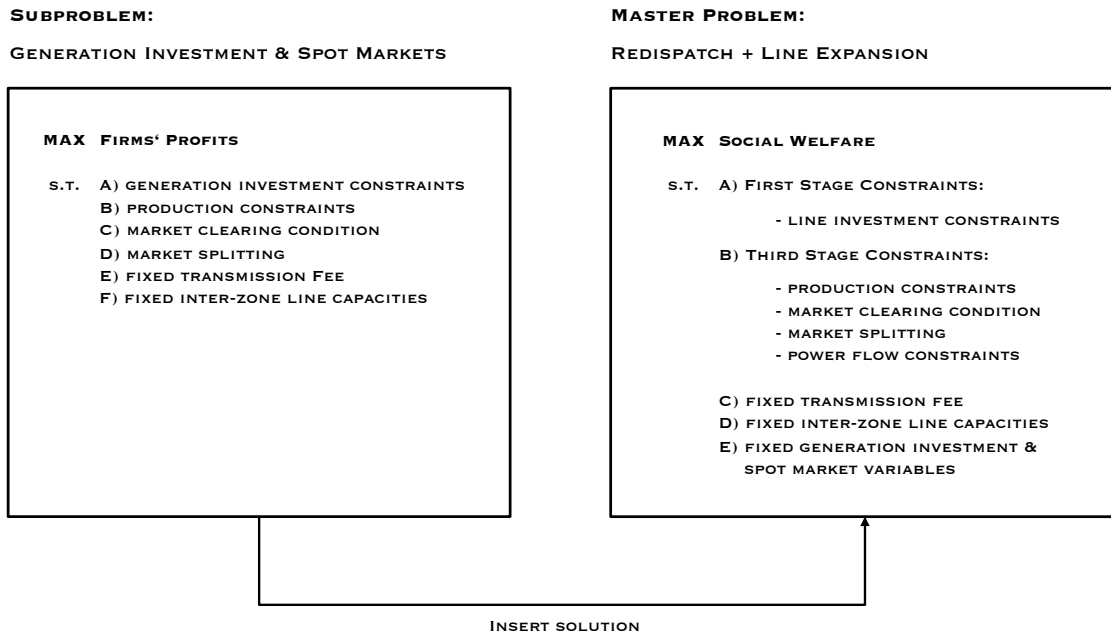 SUBPROBLEM:
GENERATION INVESTMENT & SPOT MARKETS
MAX FIRMS' PROFITS
S.T. A) GENERATION INVESTMENT CONSTRAINTS
B) PRODUCTION CONSTRAINTS
C) MARKET CLEARING CONDITION
D) MARKET SPLITTING
E) FIXED TRANSMISSION FEE
F) FIXED INTER-ZONE LINE CAPACITIES
MASTER PROBLEM:
REDISPATCH + LINE EXPANSION
MAX SOCIAL WELFARE
S.T. A) FIRST STAGE CONSTRAINTS:
- LINE INVESTMENT CONSTRAINTS
B) THIRD STAGE CONSTRAINTS:
- PRODUCTION CONSTRAINTS
- MARKET CLEARING CONDITION
- MARKET SPLITTING
- POWER FLOW CONSTRAINTS
C) FIXED TRANSMISSION FEE
D) FIXED INTER-ZONE LINE CAPACITIES
E) FIXED GENERATION INVESTMENT &
SPOT MARKET VARIABLES
INSERT SOLUTION